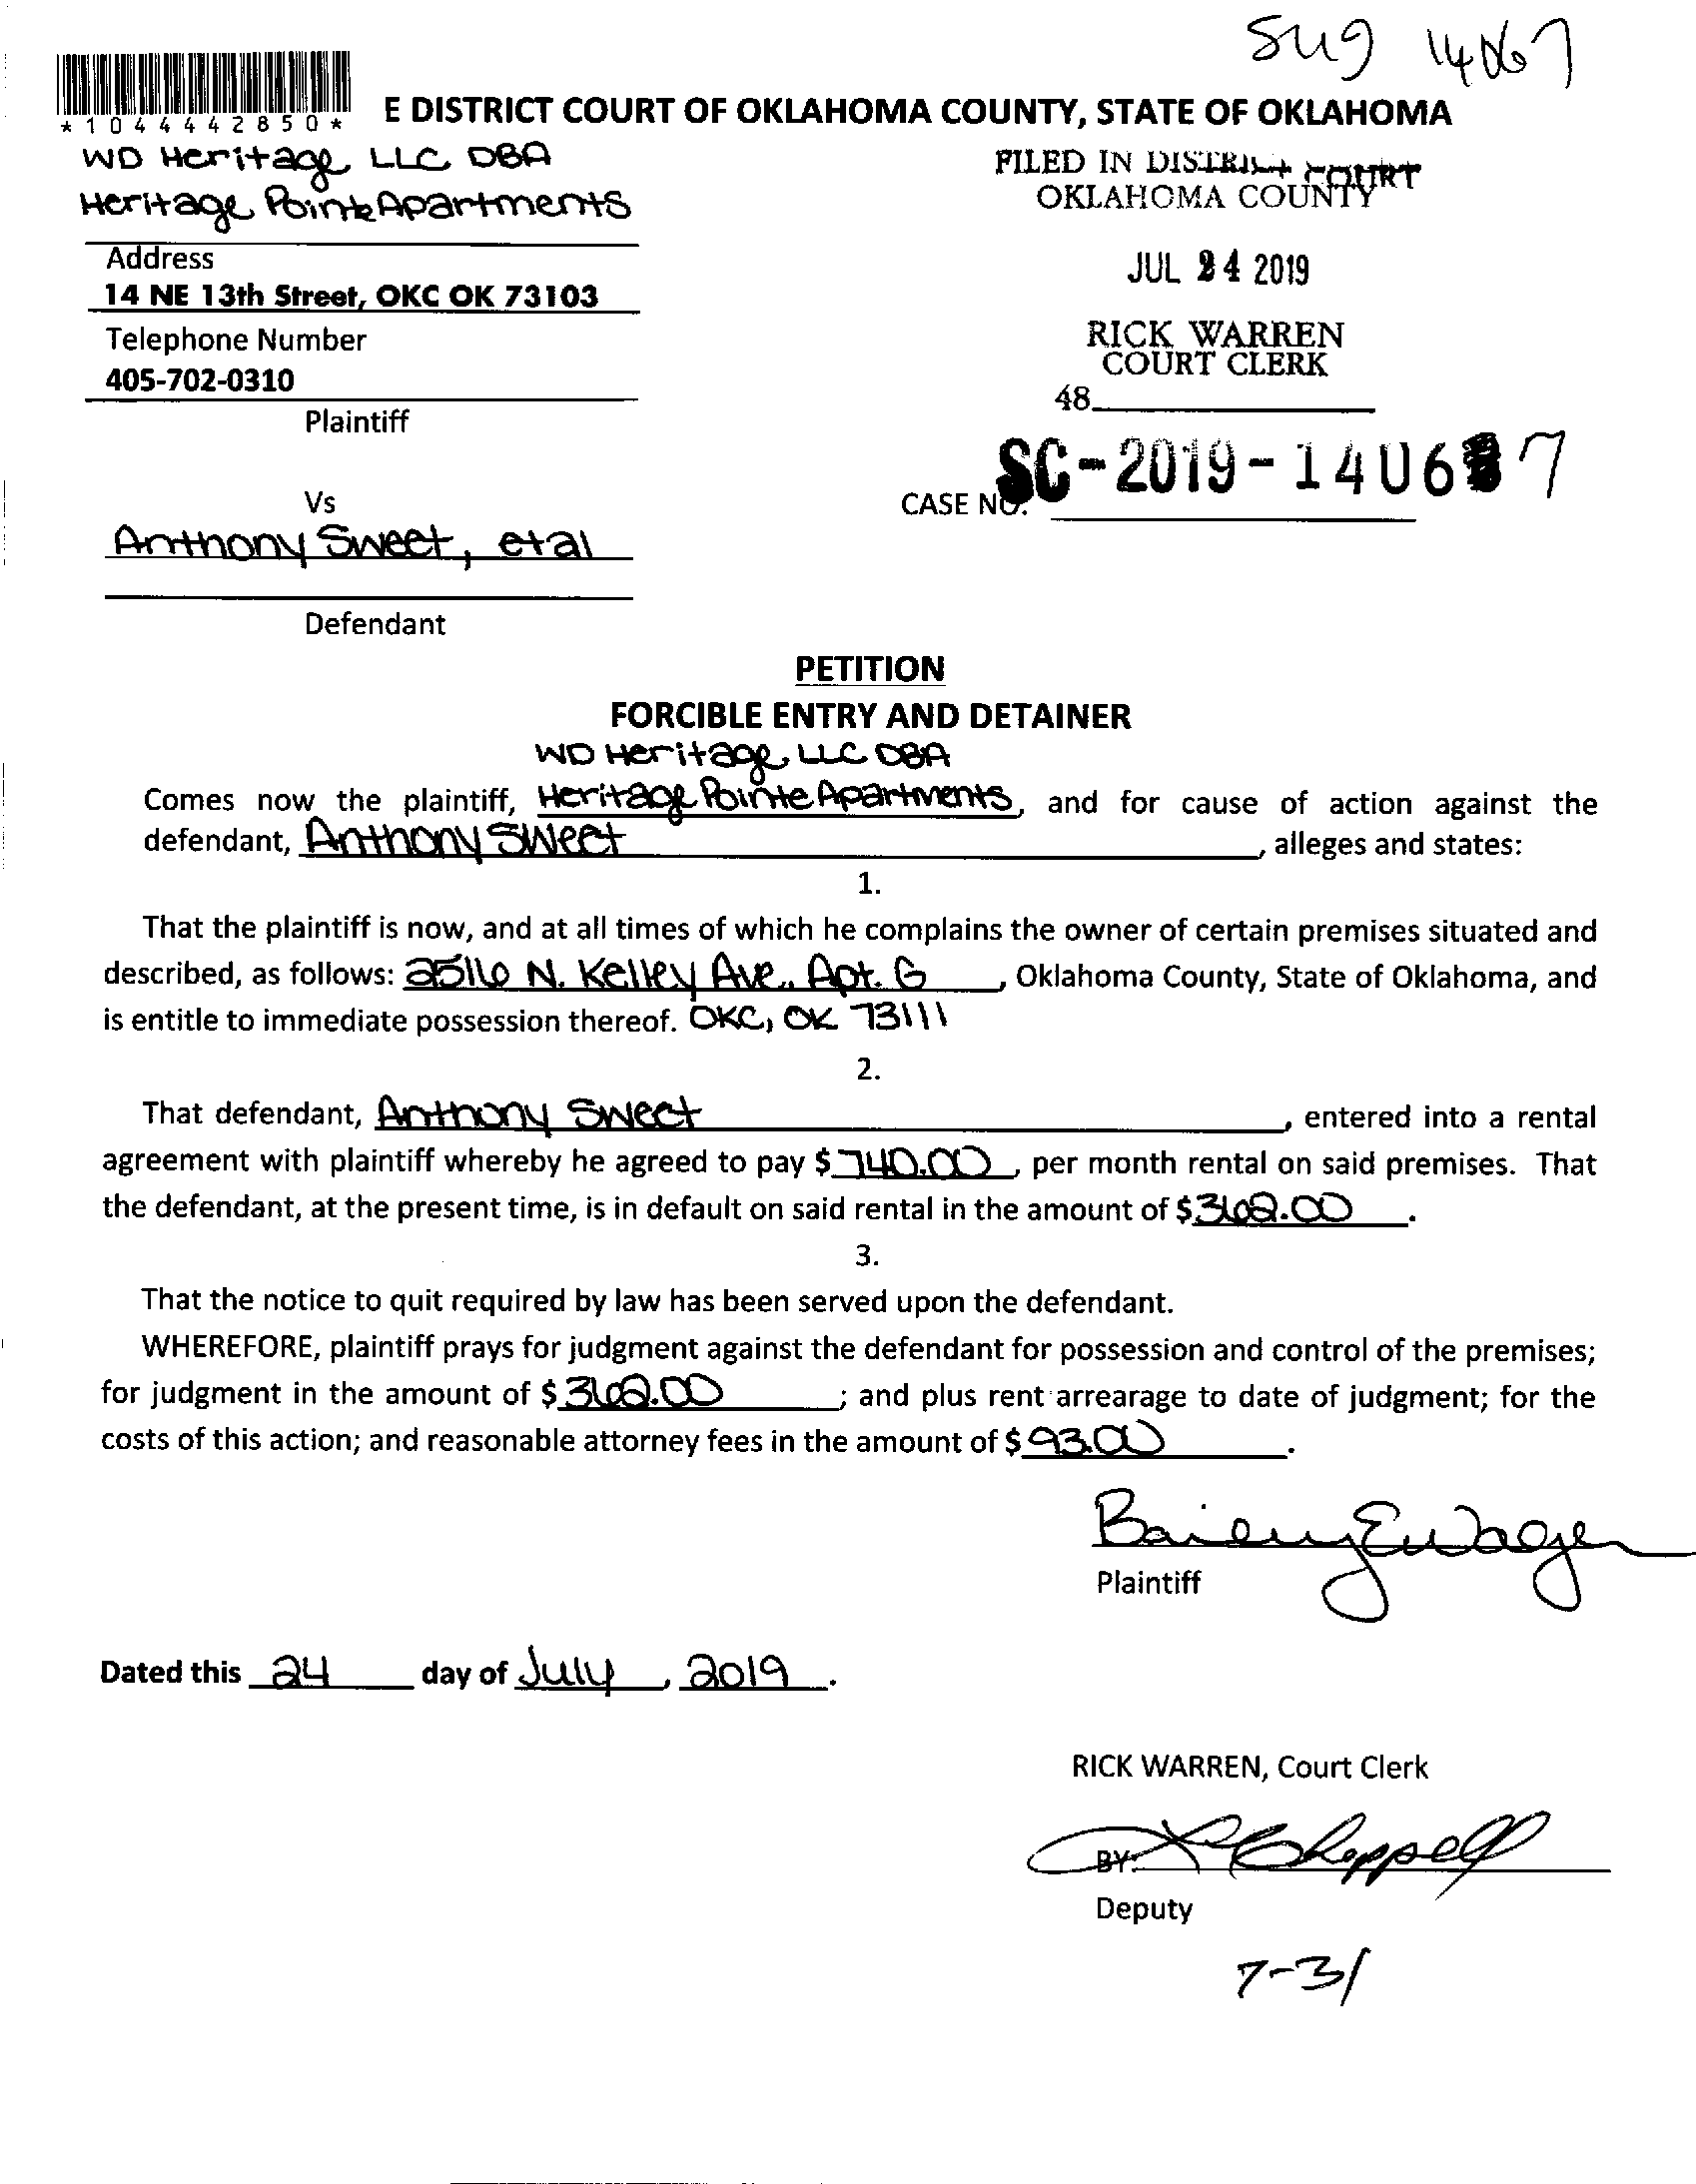 sug 14067
*1044442850*
E DISTRICT COURT OF OKLAHOMA COUNTY, STATE OF OKLAHOMA
WD Heritage LLC DBA
Heritage Pointe Apartments
FILED IN DISTRICT COURT
OKLAHOMA COUNTY
Address
14 NE 13th Street, OKC OK 73103
JUL 24 2019
Telephone Number
405-702-0310
RICK WARREN
COURT CLERK
48
Plaintiff
SC-2019-14067
CASE NO.
Vs
Anthony Sweet, etal
Defendant
PETITION
FORCIBLE ENTRY AND DETAINER
WD Heritage LLC DBA
Comes now the plaintiff, Heritage Pointe Apartments, and for cause of action against the
defendant, Anthony Sweet, alleges and states:
1.
That the plaintiff is now, and at all times of which he complains the owner of certain premises situated and
described, as follows: 2516 N. Kelley Ave., Apt. G, Oklahoma County, State of Oklahoma, and
is entitle to immediate possession thereof. OKC, OK 73111
2.
That defendant, Anthony Sweet, entered into a rental
agreement with plaintiff whereby he agreed to pay $ 740.00, per month rental on said premises. That
the defendant, at the present time, is in default on said rental in the amount of $362.00.
3.
That the notice to quit required by law has been served upon the defendant.
WHEREFORE, plaintiff prays for judgment against the defendant for possession and control of the premises;
for judgment in the amount of $ 362.00; and plus rent arrearage to date of judgment; for the
costs of this action; and reasonable attorney fees in the amount of $ 93.00.
Plaintiff
Dated this 24 day of July, 2019.
RICK WARREN, Court Clerk
BY:
Deputy
7-31